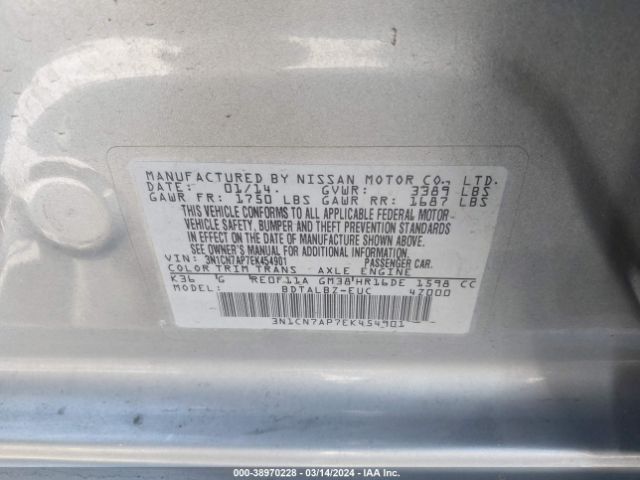 MANUFACTURED BY NISSAN MOTOR CO., LTD.
DATE: 01/14. GVWR: 3389 LBS
GAWR FR: 1750 LBS GAWR RR: 1687 LBS
THIS VEHICLE CONFORMS TO ALL APPLICABLE FEDERAL MOTOR-
VEHICLE SAFETY, BUMPER AND THEFT PREVENTION STANDARDS
IN EFFECT ON THE DATE OF MANUFACTURE SHOWN ABOVE.
SEE OWNER'S MANUAL FOR ADDITIONAL INFORMATION.
VIN: 3N1CN7AP7EK454901 PASSENGER CAR.
COLOR TRIM TRANS AXLE ENGINE
K36 G RE0F11A GM38 HR16DE 1598 CC
MODEL: BDTALBZ-EUC 47000
3N1CN7AP7EK454901
000-38970228 - 03/14/2024 - IAA Inc.